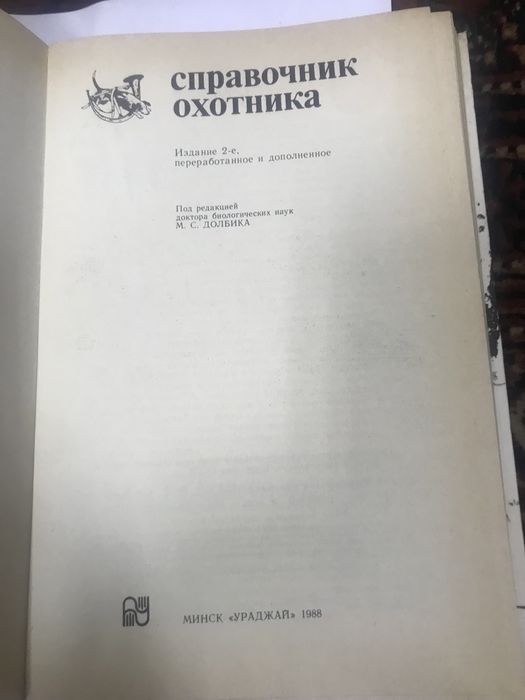 справочник
охотника
Издание 2-е,
переработанное и дополненное
Под редакцией
доктора биологических наук
М. С. ДОЛБИКА
МИНСК «УРАДЖАЙ» 1988